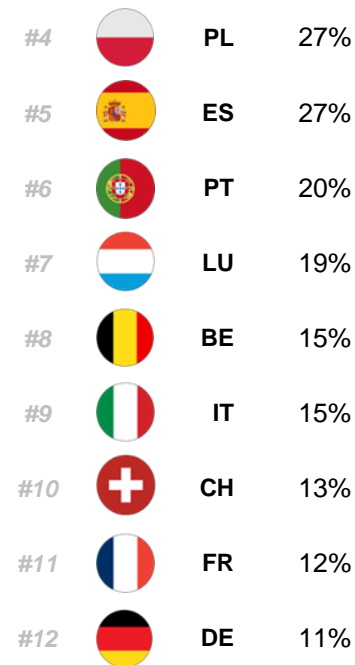 #4 PL 27%
#5 ES 27%
#6 PT 20%
#7 LU 19%
#8 BE 15%
#9 IT 15%
#10 CH 13%
#11 FR 12%
#12 DE 11%